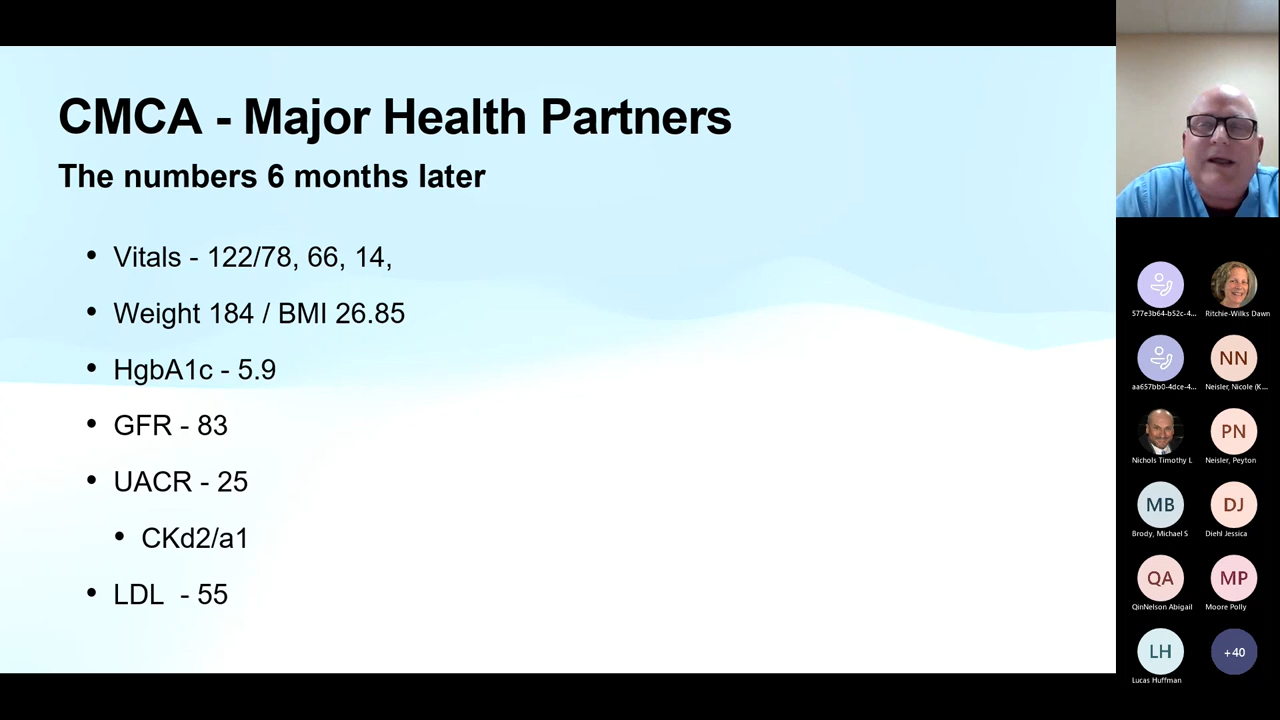 CMCA - Major Health Partners
The numbers 6 months later
• Vitals - 122/78, 66, 14,
• Weight 184 / BMI 26.85
• HgbA1c - 5.9
• GFR - 83
• UACR - 25
• CKd2/a1
• LDL - 55
577e3b64-b52c-4...
Ritchie-Wilks Dawn
NN
aa657bb0-4dce-4...
Neisler, Nicole (K...
PN
Nichols Timothy L
Neisler, Peyton
MB
DJ
Brody, Michael S
Diehl Jessica
QA
MP
QinNelson Abigail
Moore Polly
LH
+40
Lucas Huffman